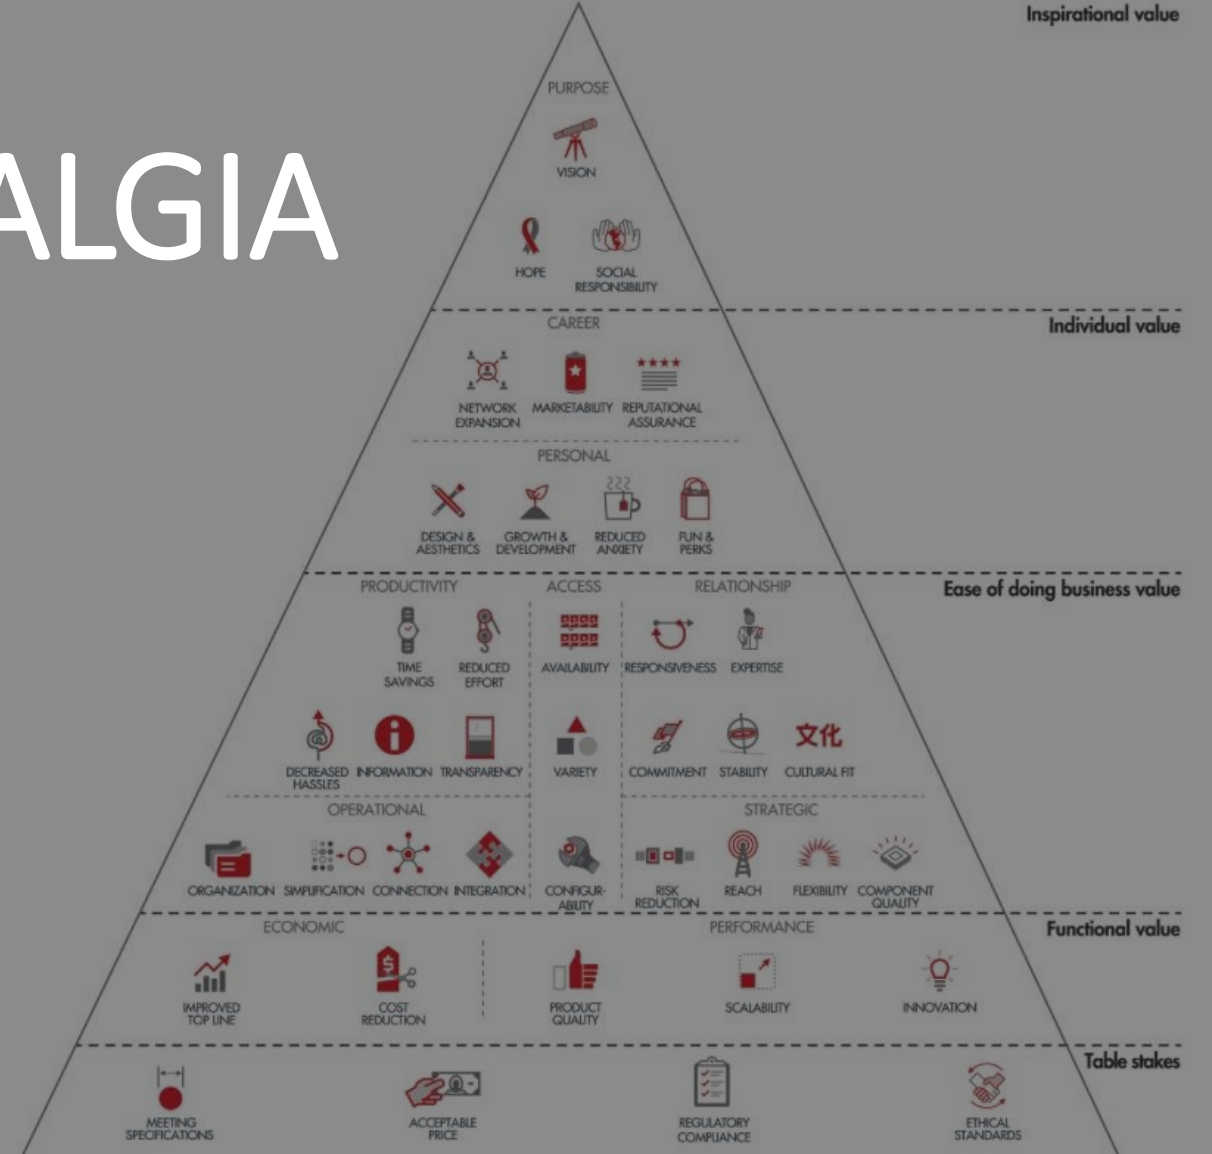 Inspirational value
PURPOSE
VISION
ALGIA
HOPE
SOCIAL
RESPONSIBILITY
Individual value
CAREER
NETWORK
EXPANSION
MARKETABILITY
REPUTATIONAL
ASSURANCE
PERSONAL
DESIGN &
AESTHETICS
GROWTH &
DEVELOPMENT
REDUCED
ANXIETY
FUN &
PERKS
Ease of doing business value
PRODUCTIVITY
ACCESS
RELATIONSHIP
TIME
SAVINGS
REDUCED
EFFORT
AVAILABILITY
RESPONSIVENESS
EXPERTISE
文化
DECREASED
HASSLES
INFORMATION
TRANSPARENCY
VARIETY
COMMITMENT
STABILITY
CULTURAL FIT
OPERATIONAL
STRATEGIC
ORGANIZATION
SIMPLIFICATION
CONNECTION
INTEGRATION
CONFIGUR-
ABILITY
RISK
REDUCTION
REACH
FLEXIBILITY
COMPONENT
QUALITY
Functional value
ECONOMIC
PERFORMANCE
$
IMPROVED
TOP LINE
COST
REDUCTION
PRODUCT
QUALITY
SCALABILITY
INNOVATION
Table stakes
MEETING
SPECIFICATIONS
ACCEPTABLE
PRICE
REGULATORY
COMPLIANCE
ETHICAL
STANDARDS